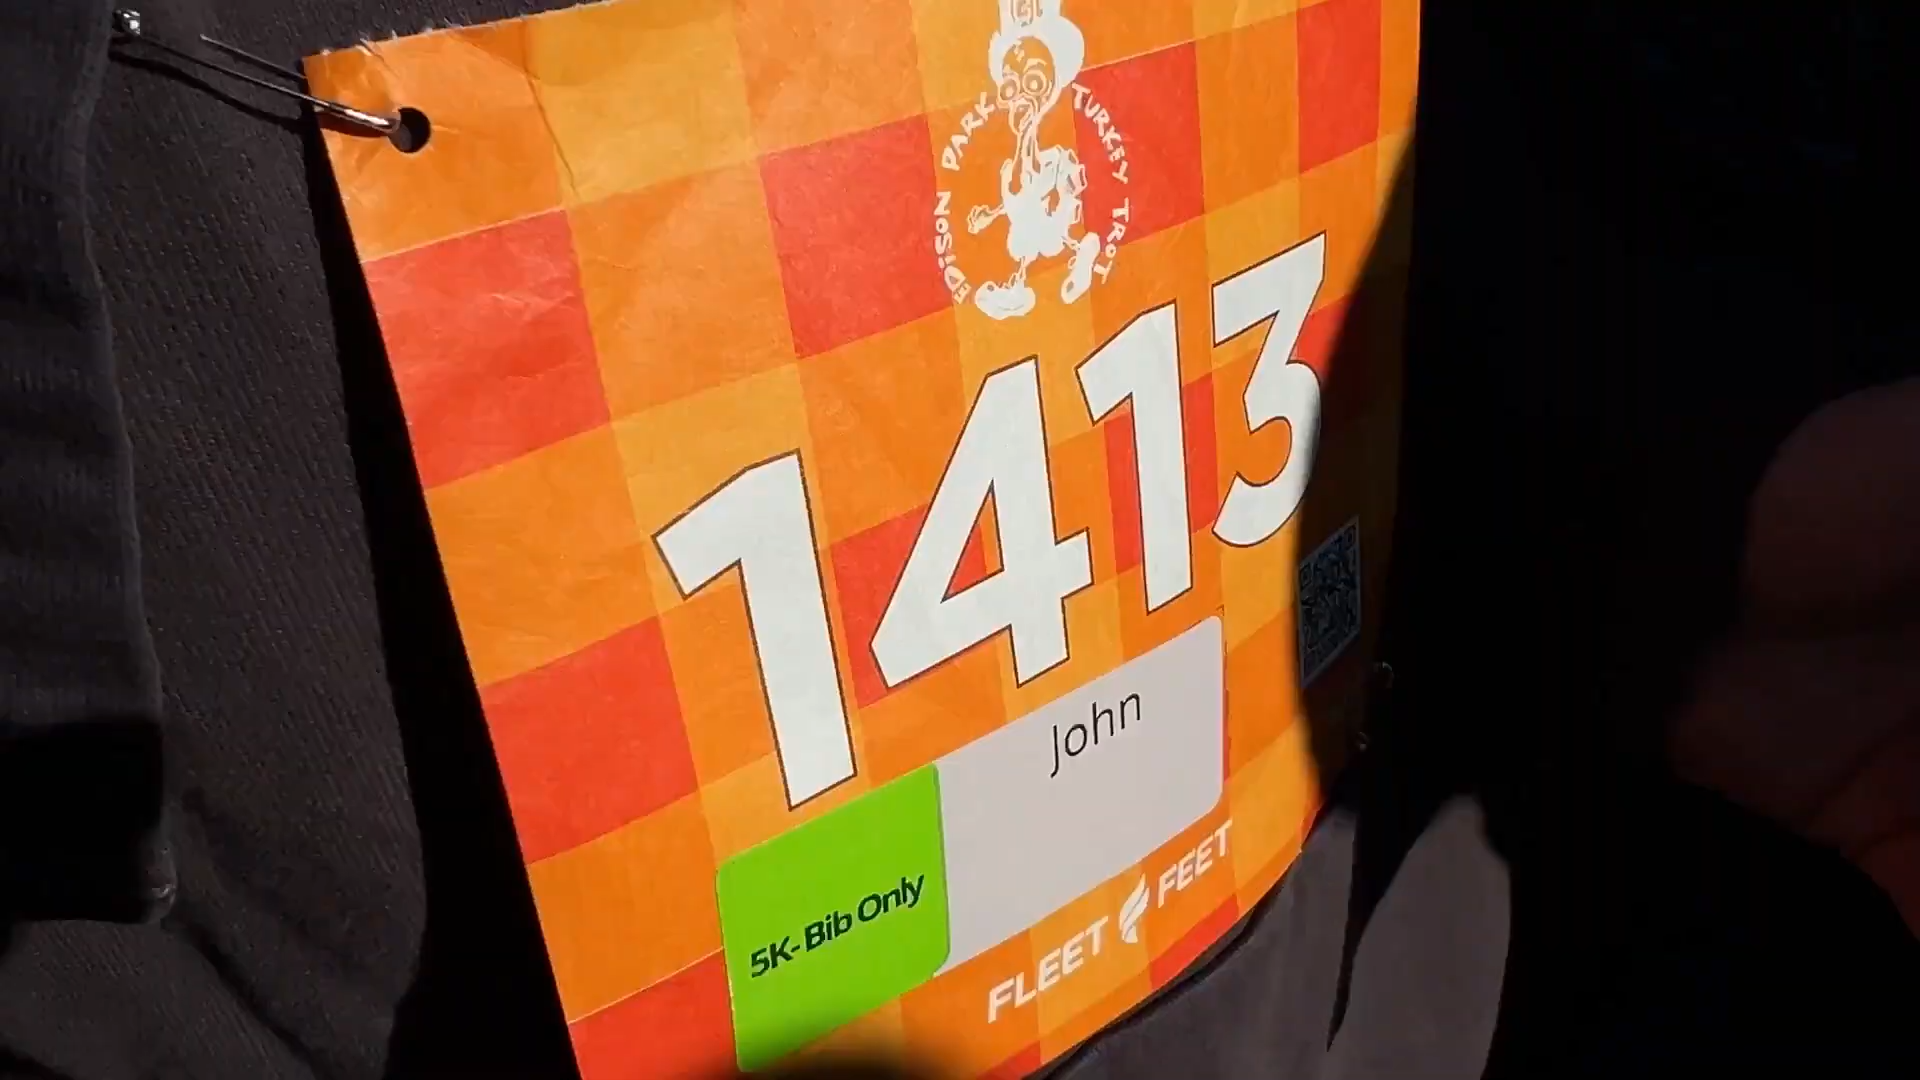 EDISON PARK TURKEY TROT
1413
John
5K-Bib Only
FLEET FEET